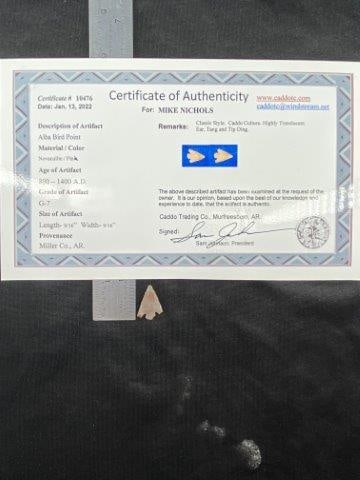 Certificate # 10476
Date: Jan. 13, 2022
Certificate of Authenticity
For: MIKE NICHOLS
www.caddotc.com
caddotc@windstream.net
Description of Artifact
Alba Bird Point
Material / Color
Novaculite / Pink
Age of Artifact
800 - 1400 A.D.
Grade of Artifact
G-7
Size of Artifact
Length- 9/16" Width- 9/16"
Provenance
Miller Co., AR.
Remarks: Classic Style. Caddo Culture. Highly Translucent.
Ear, Tang and Tip Ding.
The above described artifact has been examined at the request of the
owner. It is our opinion, based upon the best of our knowledge and
experience to date, that the artifact is authentic.
Caddo Trading Co., Murfreesboro, AR.
Signed:
Sam Johnson, President